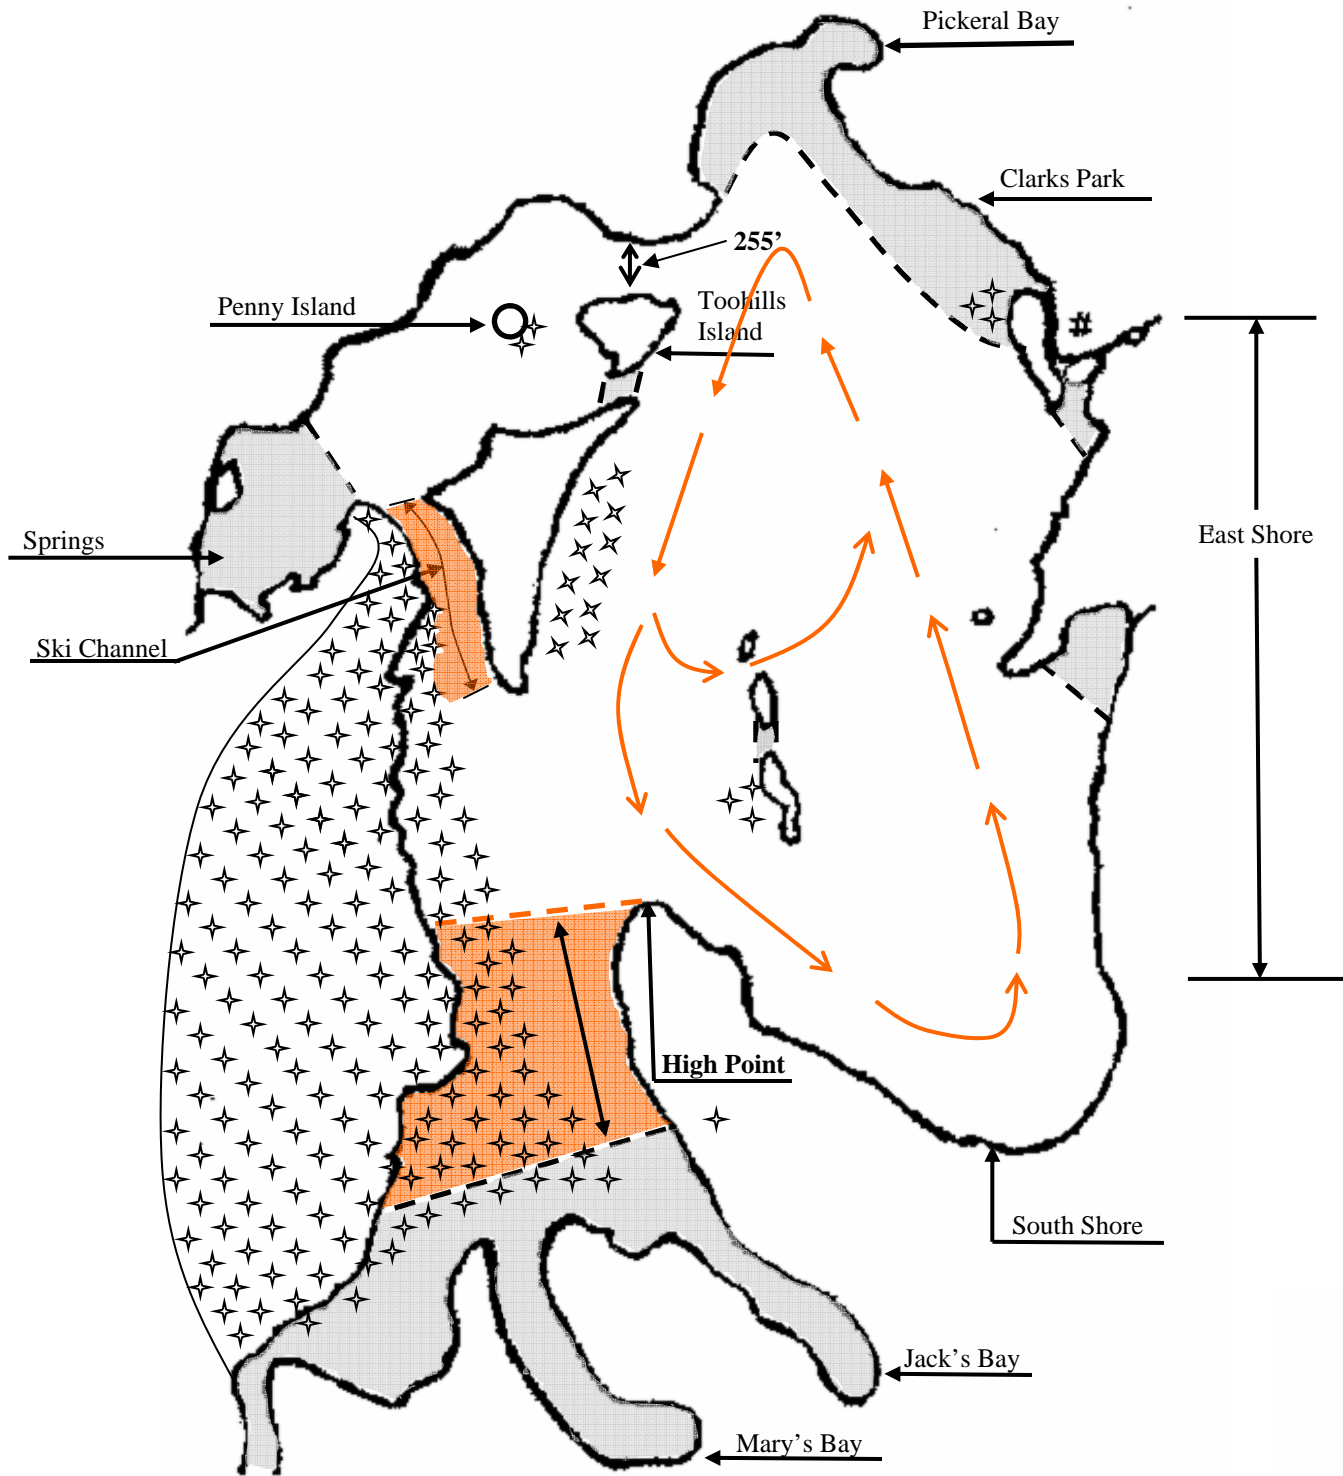 Pickeral Bay
Clarks Park
255’
Penny Island
Toohills
Island
#
East Shore
Springs
Ski Channel
High Point
South Shore
Jack’s Bay
Mary’s Bay